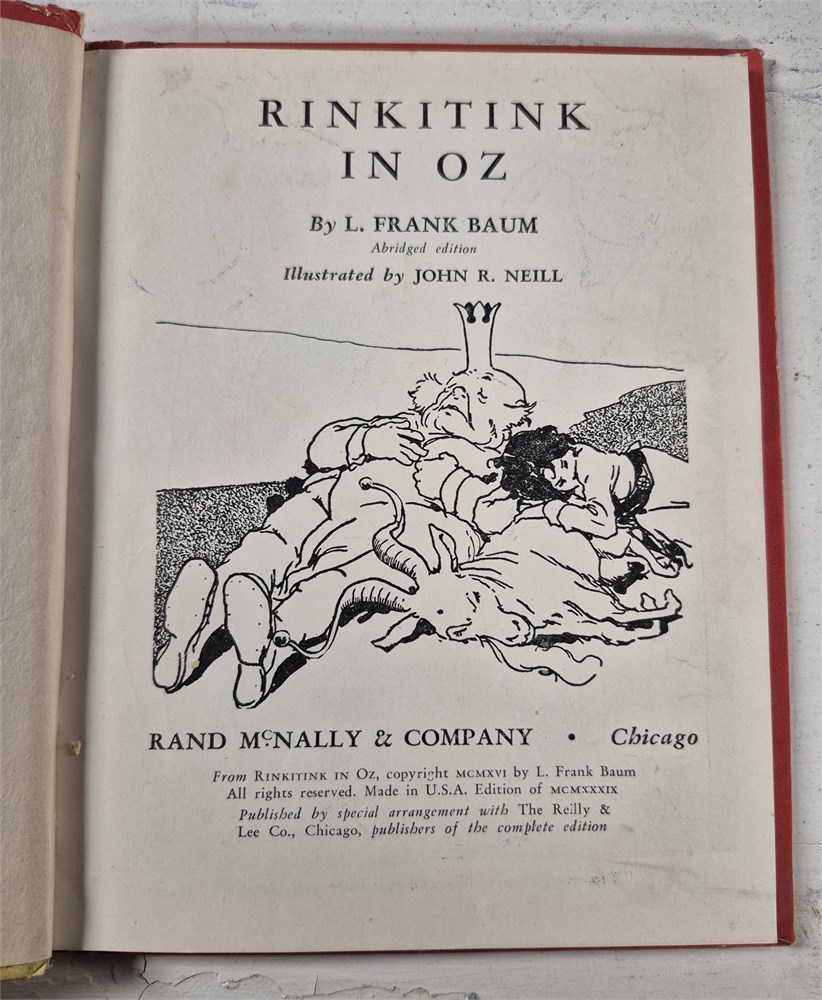 RINKITINK
IN OZ
By L. FRANK BAUM
Abridged edition
Illustrated by JOHN R. NEILL
RAND McNALLY & COMPANY • Chicago
From RINKITINK IN OZ, copyright MCMXVI by L. Frank Baum
All rights reserved. Made in U.S.A. Edition of MCMXXXIX
Published by special arrangement with The Reilly &
Lee Co., Chicago, publishers of the complete edition